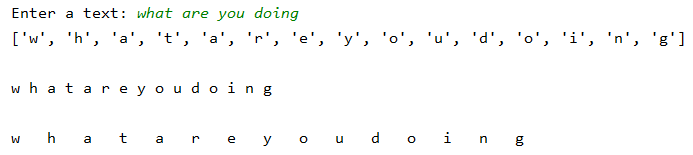 Enter a text: what are you doing
['w', 'h', 'a', 't', 'a', 'r', 'e', 'y', 'o', 'u', 'd', 'o', 'i', 'n', 'g']
w h a t a r e y o u d o i n g
w   h   a   t   a   r   e   y   o   u   d   o   i   n   g